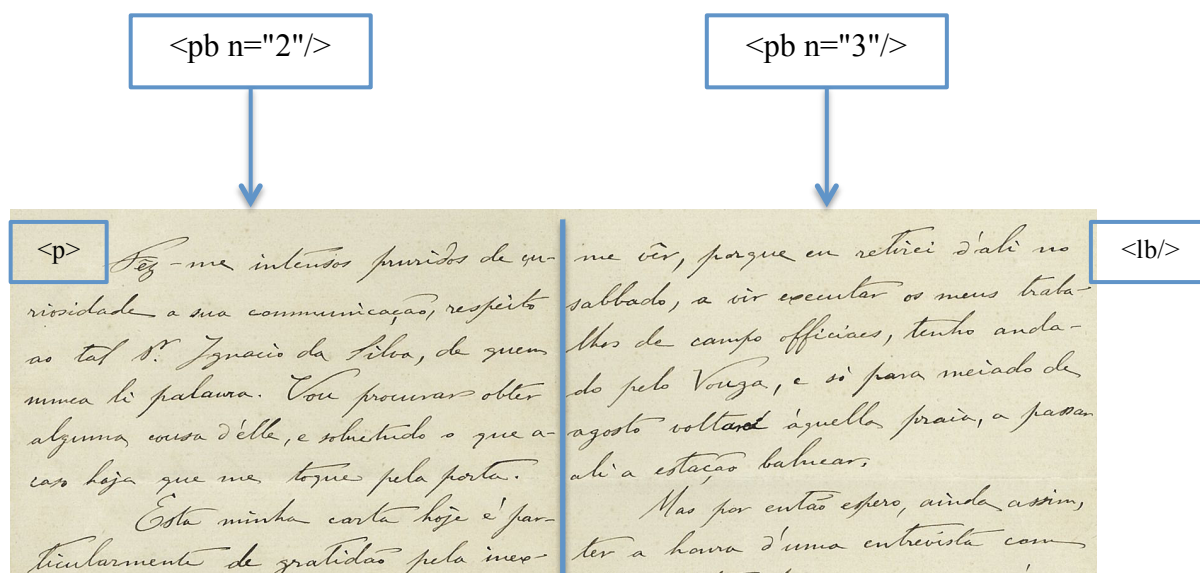 <pb n="2"/>
<pb n="3"/>
<p>
Fêz-me intensos pruridos de cu-
riosidade a sua communicação, respeito
ao tal Sr. Ignacio da Silva, de quem
nunca li palavra. Vou procurar obter
alguma cousa d'elle, e sobretudo o que a-
caso haja que me toque pela porta.
Esta minha carta hoje é par-
ticularmente de gratidão pela inex-
me vêr, porque eu retirei d'ali no
sabbado, a vir executar os meus traba-
lhos de campo officiaes, tenho anda-
do pelo Vouga, e só para meiado de
agosto voltarei áquella praia, a passar
ali a estação balnear.
Mas por então espero, ainda assim,
ter a honra d'uma entrevista com
<lb/>